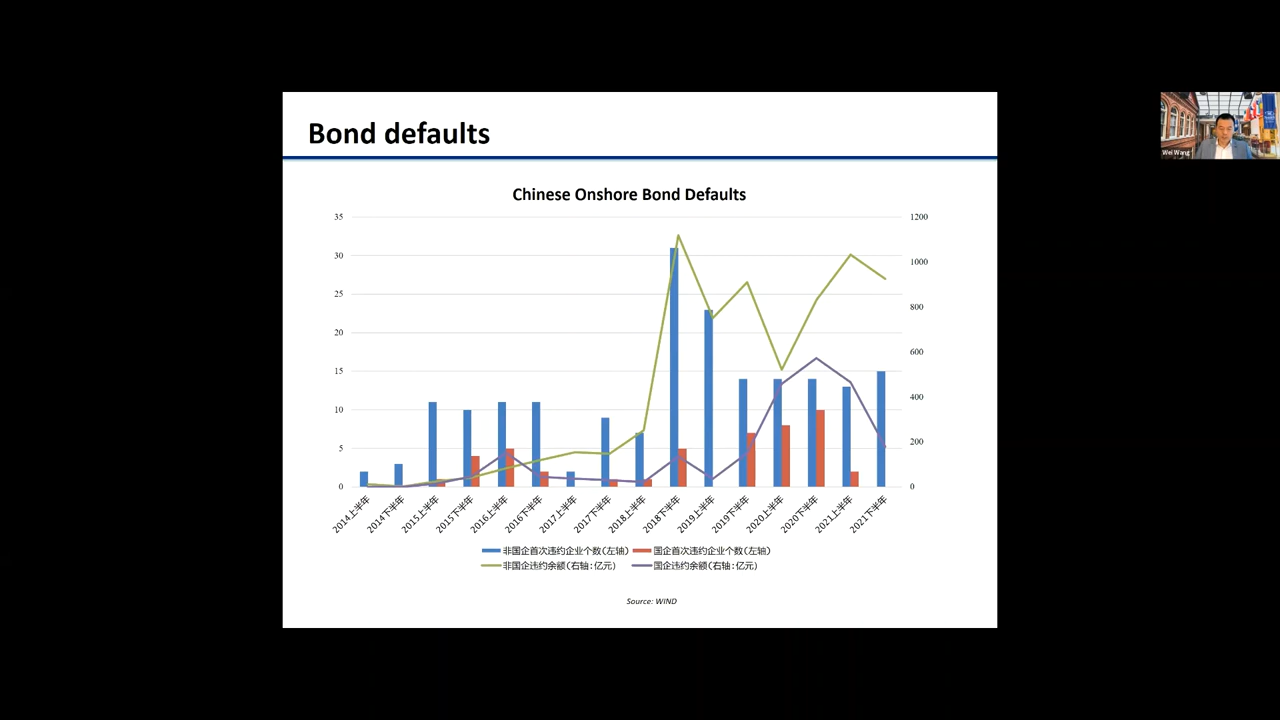 Bond defaults
Wei Wang
Chinese Onshore Bond Defaults
35
30
25
20
15
10
5
0
1200
1000
800
600
400
200
0
2014上半年
2014下半年
2015上半年
2015下半年
2016上半年
2016下半年
2017上半年
2017下半年
2018上半年
2018下半年
2019上半年
2019下半年
2020上半年
2020下半年
2021上半年
2021下半年
非国企首次违约企业个数(左轴) 国企首次违约企业个数(左轴)
非国企违约余额(右轴:亿元) 国企违约余额(右轴:亿元)
Source: WIND